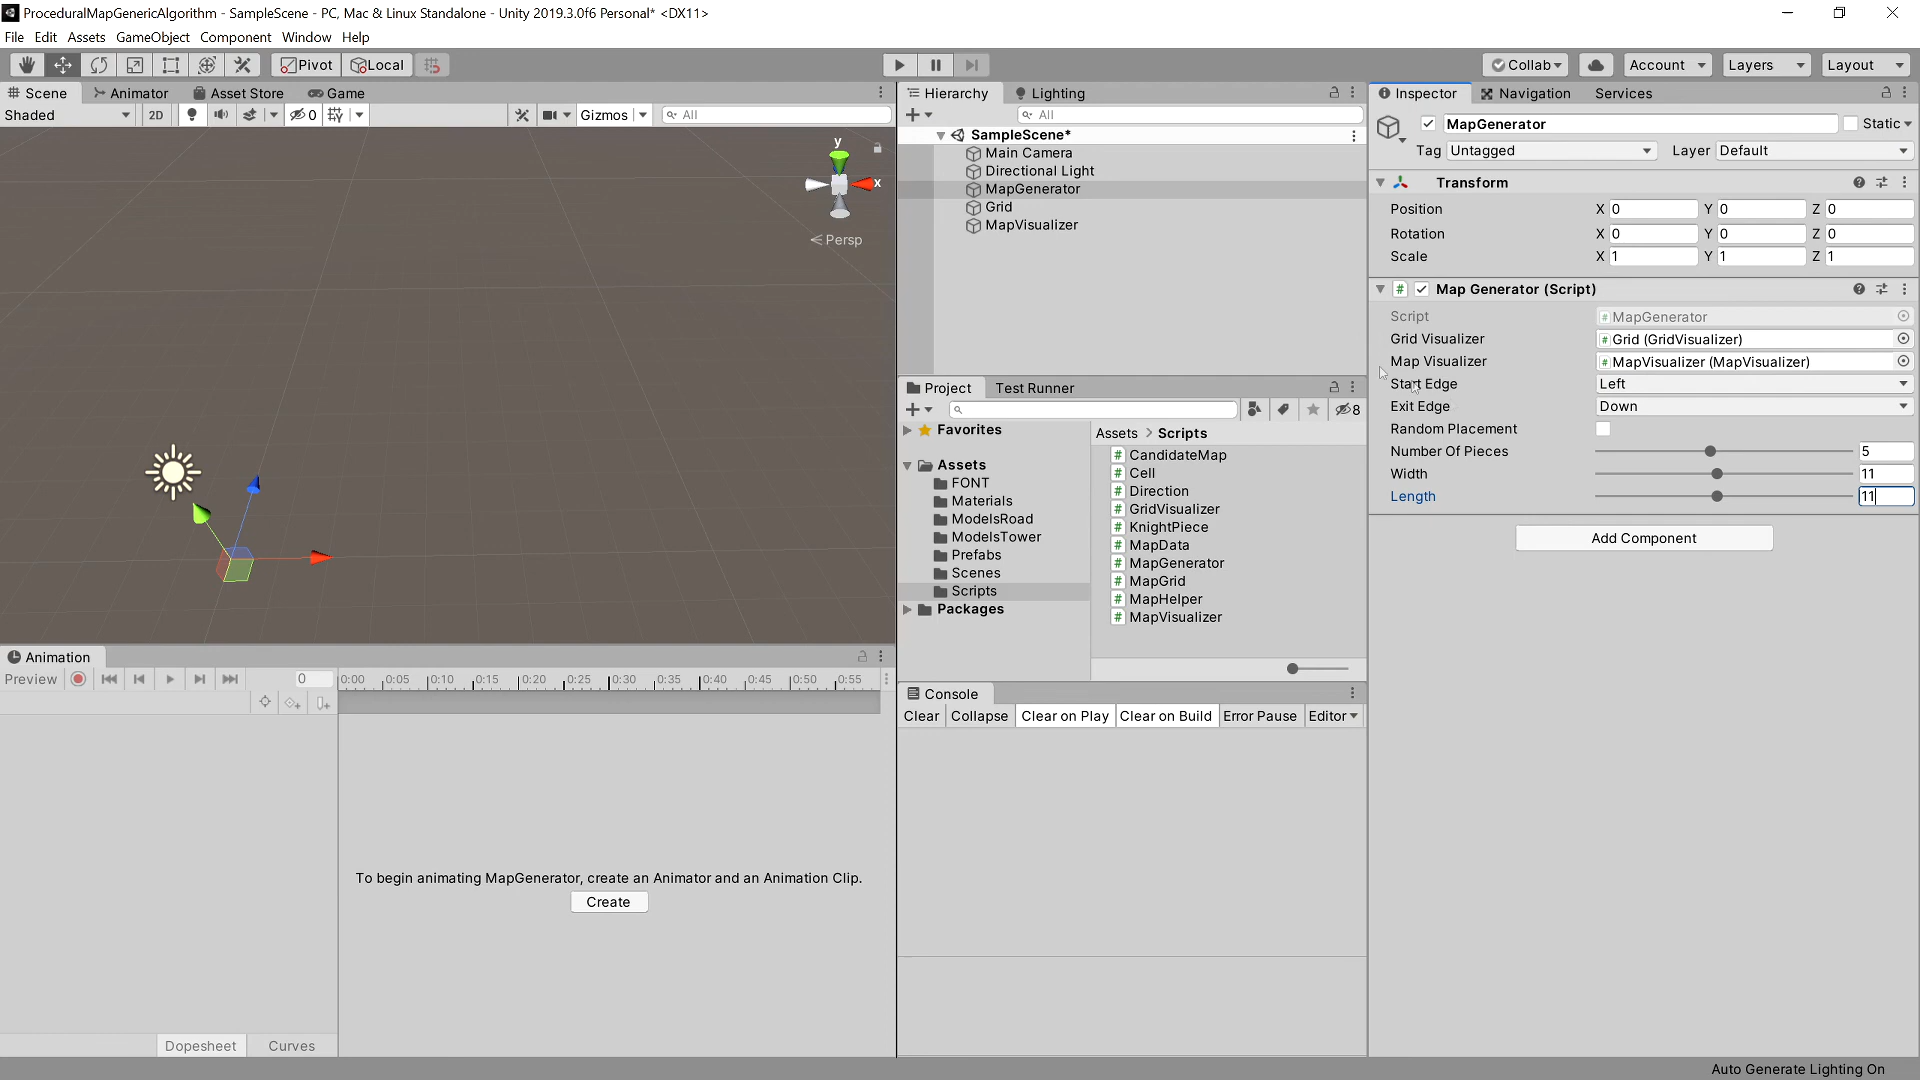 ProceduralMapGenericAlgorithm - SampleScene - PC, Mac & Linux Standalone - Unity 2019.3.0f6 Personal* <DX11>
File Edit Assets GameObject Component Window Help
Pivot Local Collab Account Layers Layout
Scene Animator Asset Store Game
Shaded 2D 0 Gizmos All
y
x
Persp
Hierarchy Lighting
All
SampleScene*
Main Camera
Directional Light
MapGenerator
Grid
MapVisualizer
Project Test Runner
8
Favorites
Assets
FONT
Materials
ModelsRoad
ModelsTower
Prefabs
Scenes
Scripts
Packages
Assets > Scripts
CandidateMap
Cell
Direction
GridVisualizer
KnightPiece
MapData
MapGenerator
MapGrid
MapHelper
MapVisualizer
Console
Clear Collapse Clear on Play Clear on Build Error Pause Editor
Inspector Navigation Services
MapGenerator Static
Tag Untagged Layer Default
Transform
Position X 0 Y 0 Z 0
Rotation X 0 Y 0 Z 0
Scale X 1 Y 1 Z 1
# Map Generator (Script)
Script MapGenerator
Grid Visualizer Grid (GridVisualizer)
Map Visualizer MapVisualizer (MapVisualizer)
Start Edge Left
Exit Edge Down
Random Placement
Number Of Pieces 5
Width 11
Length 11
Add Component
Animation
Preview 0 0:00 0:05 0:10 0:15 0:20 0:25 0:30 0:35 0:40 0:45 0:50 0:55
To begin animating MapGenerator, create an Animator and an Animation Clip.
Create
Dopesheet Curves
Auto Generate Lighting On